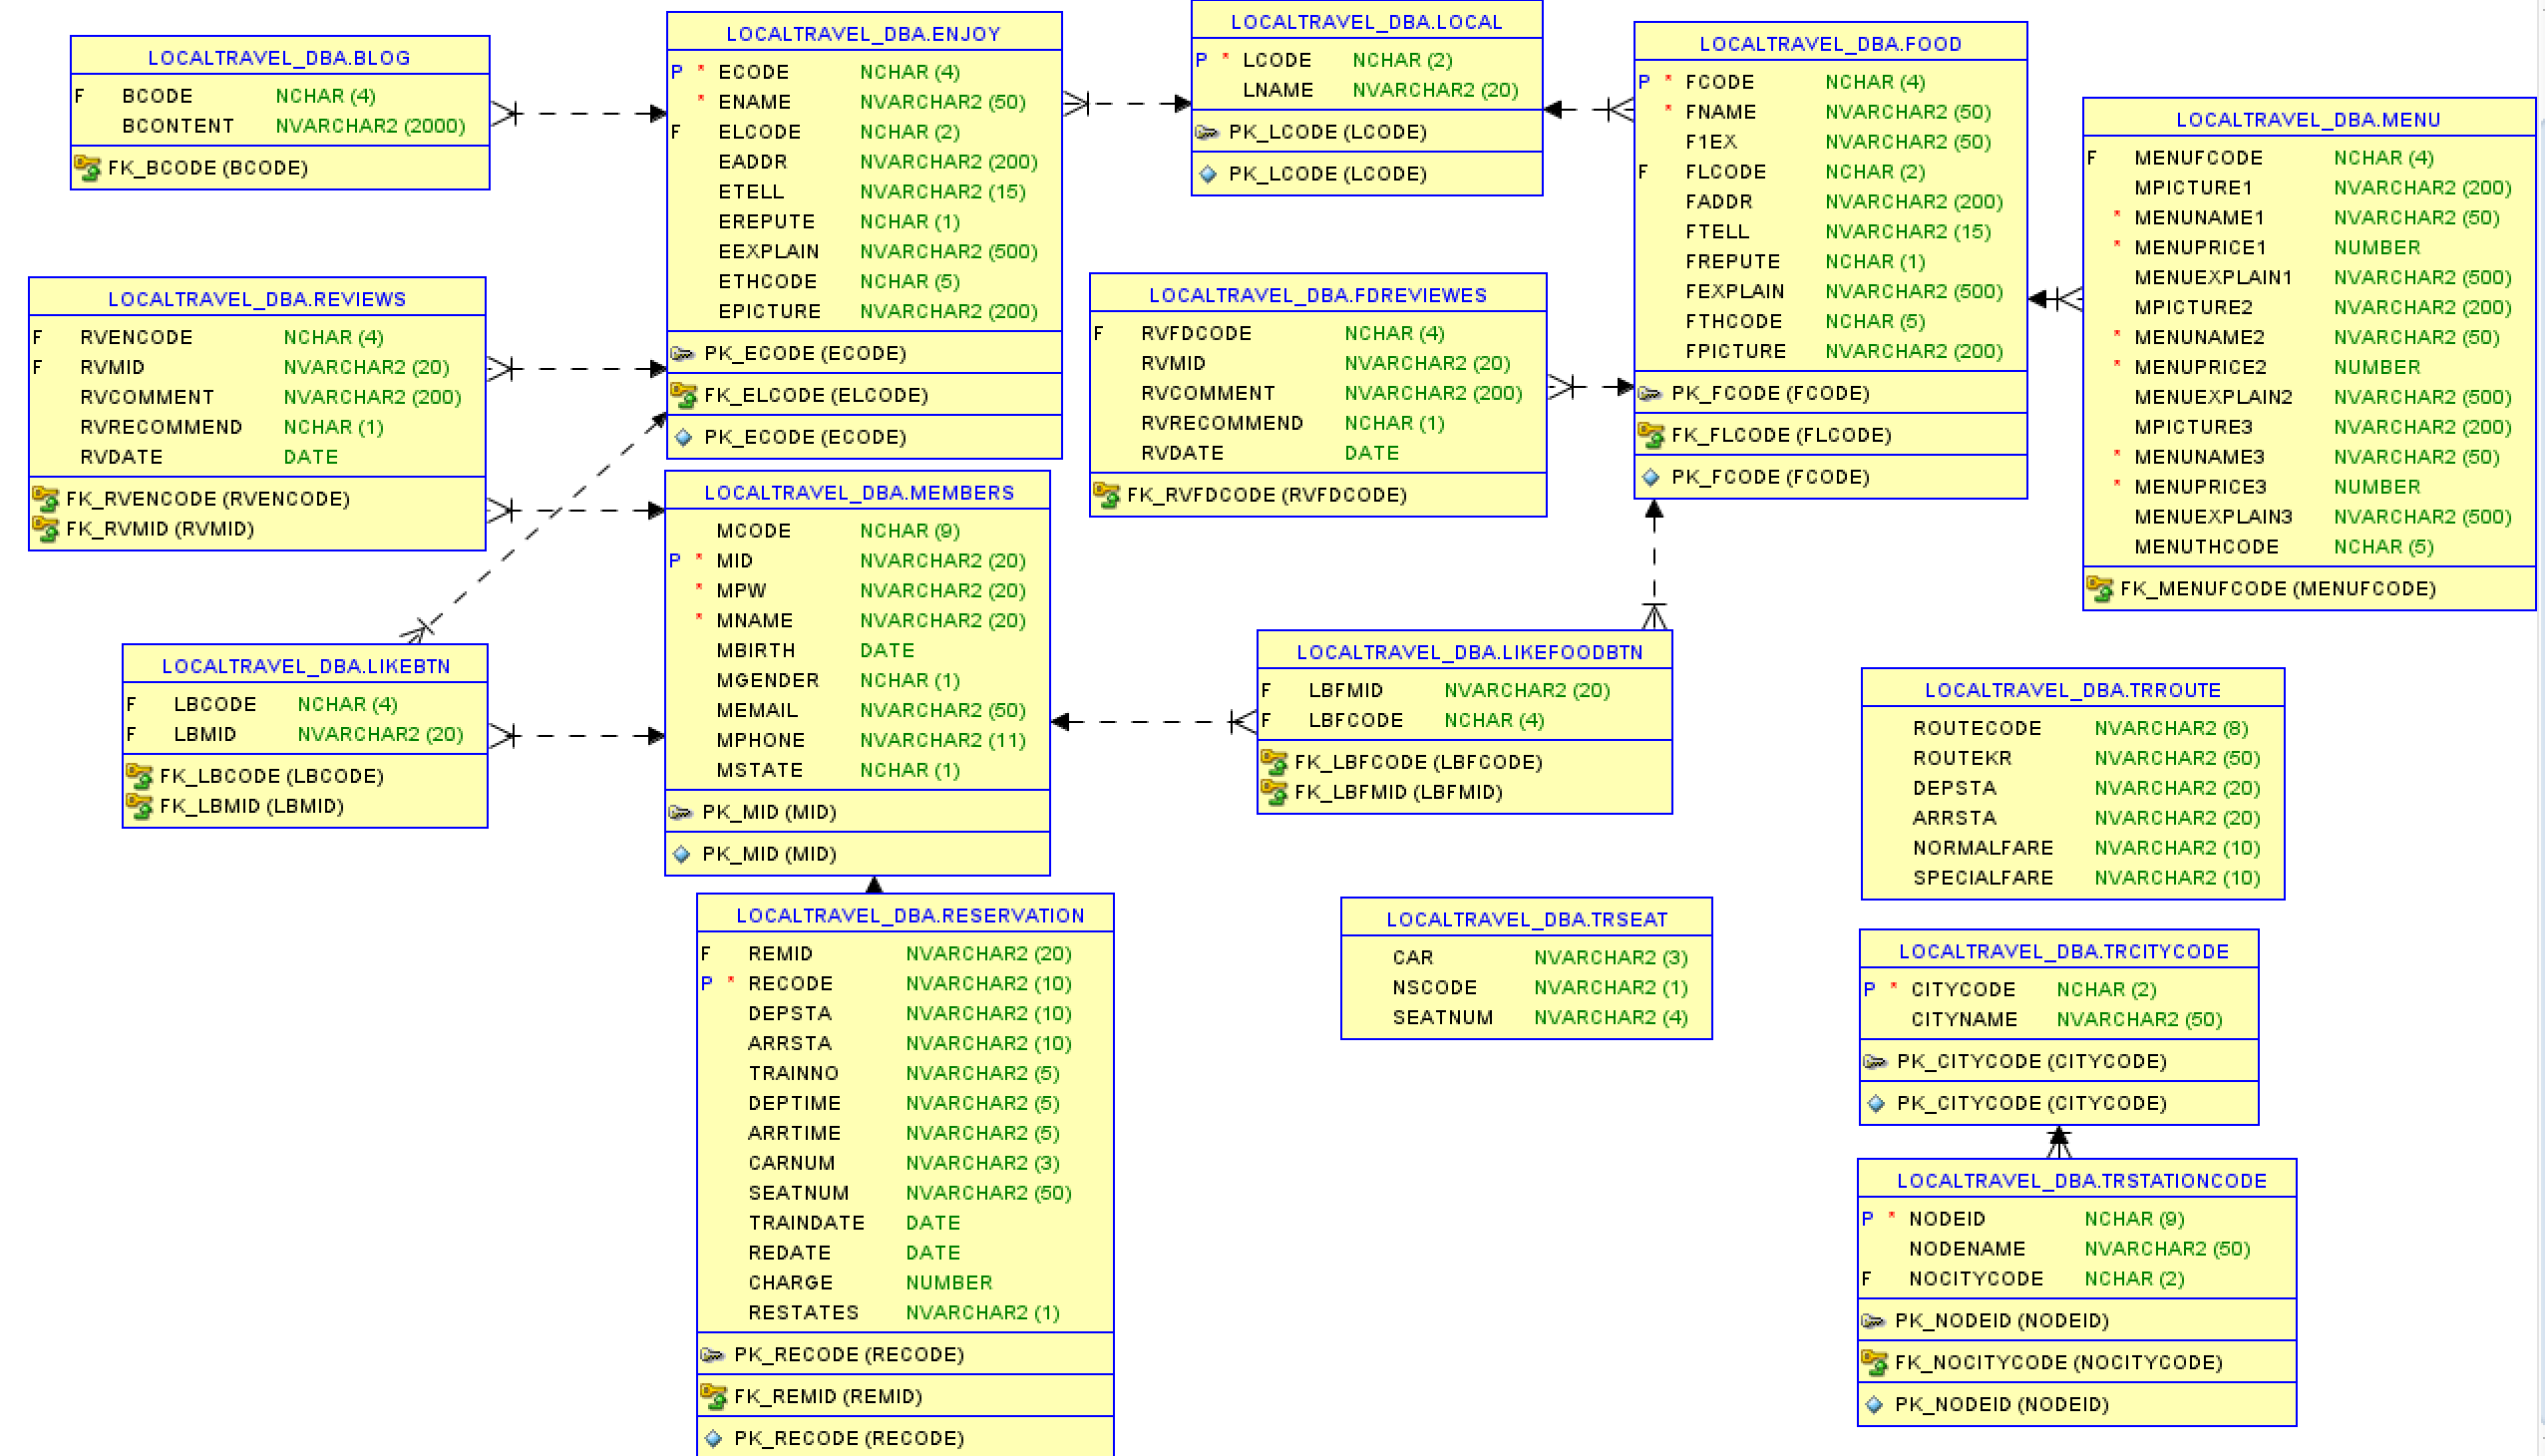 LOCALTRAVEL_DBA.BLOG
F BCODE NCHAR (4)
BCONTENT NVARCHAR2 (2000)
FK_BCODE (BCODE)
LOCALTRAVEL_DBA.ENJOY
P * ECODE NCHAR (4)
* ENAME NVARCHAR2 (50)
F ELCODE NCHAR (2)
EADDR NVARCHAR2 (200)
ETELL NVARCHAR2 (15)
EREPUTE NCHAR (1)
EEXPLAIN NVARCHAR2 (500)
ETHCODE NCHAR (5)
EPICTURE NVARCHAR2 (200)
PK_ECODE (ECODE)
FK_ELCODE (ELCODE)
PK_ECODE (ECODE)
LOCALTRAVEL_DBA.LOCAL
P * LCODE NCHAR (2)
LNAME NVARCHAR2 (20)
PK_LCODE (LCODE)
PK_LCODE (LCODE)
LOCALTRAVEL_DBA.FOOD
P * FCODE NCHAR (4)
* FNAME NVARCHAR2 (50)
F1EX NVARCHAR2 (50)
F FLCODE NCHAR (2)
FADDR NVARCHAR2 (200)
FTELL NVARCHAR2 (15)
FREPUTE NCHAR (1)
FEXPLAIN NVARCHAR2 (500)
FTHCODE NCHAR (5)
FPICTURE NVARCHAR2 (200)
PK_FCODE (FCODE)
FK_FLCODE (FLCODE)
PK_FCODE (FCODE)
LOCALTRAVEL_DBA.MENU
F MENUFCODE NCHAR (4)
MPICTURE1 NVARCHAR2 (200)
* MENUNAME1 NVARCHAR2 (50)
* MENUPRICE1 NUMBER
MENUEXPLAIN1 NVARCHAR2 (500)
MPICTURE2 NVARCHAR2 (200)
* MENUNAME2 NVARCHAR2 (50)
* MENUPRICE2 NUMBER
MENUEXPLAIN2 NVARCHAR2 (500)
MPICTURE3 NVARCHAR2 (200)
* MENUNAME3 NVARCHAR2 (50)
* MENUPRICE3 NUMBER
MENUEXPLAIN3 NVARCHAR2 (500)
MENUTHCODE NCHAR (5)
FK_MENUFCODE (MENUFCODE)
LOCALTRAVEL_DBA.REVIEWS
F RVENCODE NCHAR (4)
F RVMID NVARCHAR2 (20)
RVCOMMENT NVARCHAR2 (200)
RVRECOMMEND NCHAR (1)
RVDATE DATE
FK_RVENCODE (RVENCODE)
FK_RVMID (RVMID)
LOCALTRAVEL_DBA.FDREVIEWES
F RVFDCODE NCHAR (4)
RVMID NVARCHAR2 (20)
RVCOMMENT NVARCHAR2 (200)
RVRECOMMEND NCHAR (1)
RVDATE DATE
FK_RVFDCODE (RVFDCODE)
LOCALTRAVEL_DBA.MEMBERS
MCODE NCHAR (9)
P * MID NVARCHAR2 (20)
* MPW NVARCHAR2 (20)
* MNAME NVARCHAR2 (20)
MBIRTH DATE
MGENDER NCHAR (1)
MEMAIL NVARCHAR2 (50)
MPHONE NVARCHAR2 (11)
MSTATE NCHAR (1)
PK_MID (MID)
PK_MID (MID)
LOCALTRAVEL_DBA.LIKEBTN
F LBCODE NCHAR (4)
F LBMID NVARCHAR2 (20)
FK_LBCODE (LBCODE)
FK_LBMID (LBMID)
LOCALTRAVEL_DBA.LIKEFOODBTN
F LBFMID NVARCHAR2 (20)
F LBFCODE NCHAR (4)
FK_LBFCODE (LBFCODE)
FK_LBFMID (LBFMID)
LOCALTRAVEL_DBA.TRROUTE
ROUTECODE NVARCHAR2 (8)
ROUTEKR NVARCHAR2 (50)
DEPSTA NVARCHAR2 (20)
ARRSTA NVARCHAR2 (20)
NORMALFARE NVARCHAR2 (10)
SPECIALFARE NVARCHAR2 (10)
LOCALTRAVEL_DBA.RESERVATION
F REMID NVARCHAR2 (20)
P * RECODE NVARCHAR2 (10)
DEPSTA NVARCHAR2 (10)
ARRSTA NVARCHAR2 (10)
TRAINNO NVARCHAR2 (5)
DEPTIME NVARCHAR2 (5)
ARRTIME NVARCHAR2 (5)
CARNUM NVARCHAR2 (3)
SEATNUM NVARCHAR2 (50)
TRAINDATE DATE
REDATE DATE
CHARGE NUMBER
RESTATES NVARCHAR2 (1)
PK_RECODE (RECODE)
FK_REMID (REMID)
PK_RECODE (RECODE)
LOCALTRAVEL_DBA.TRSEAT
CAR NVARCHAR2 (3)
NSCODE NVARCHAR2 (1)
SEATNUM NVARCHAR2 (4)
LOCALTRAVEL_DBA.TRCITYCODE
P * CITYCODE NCHAR (2)
CITYNAME NVARCHAR2 (50)
PK_CITYCODE (CITYCODE)
PK_CITYCODE (CITYCODE)
LOCALTRAVEL_DBA.TRSTATIONCODE
P * NODEID NCHAR (9)
NODENAME NVARCHAR2 (50)
F NOCITYCODE NCHAR (2)
PK_NODEID (NODEID)
FK_NOCITYCODE (NOCITYCODE)
PK_NODEID (NODEID)